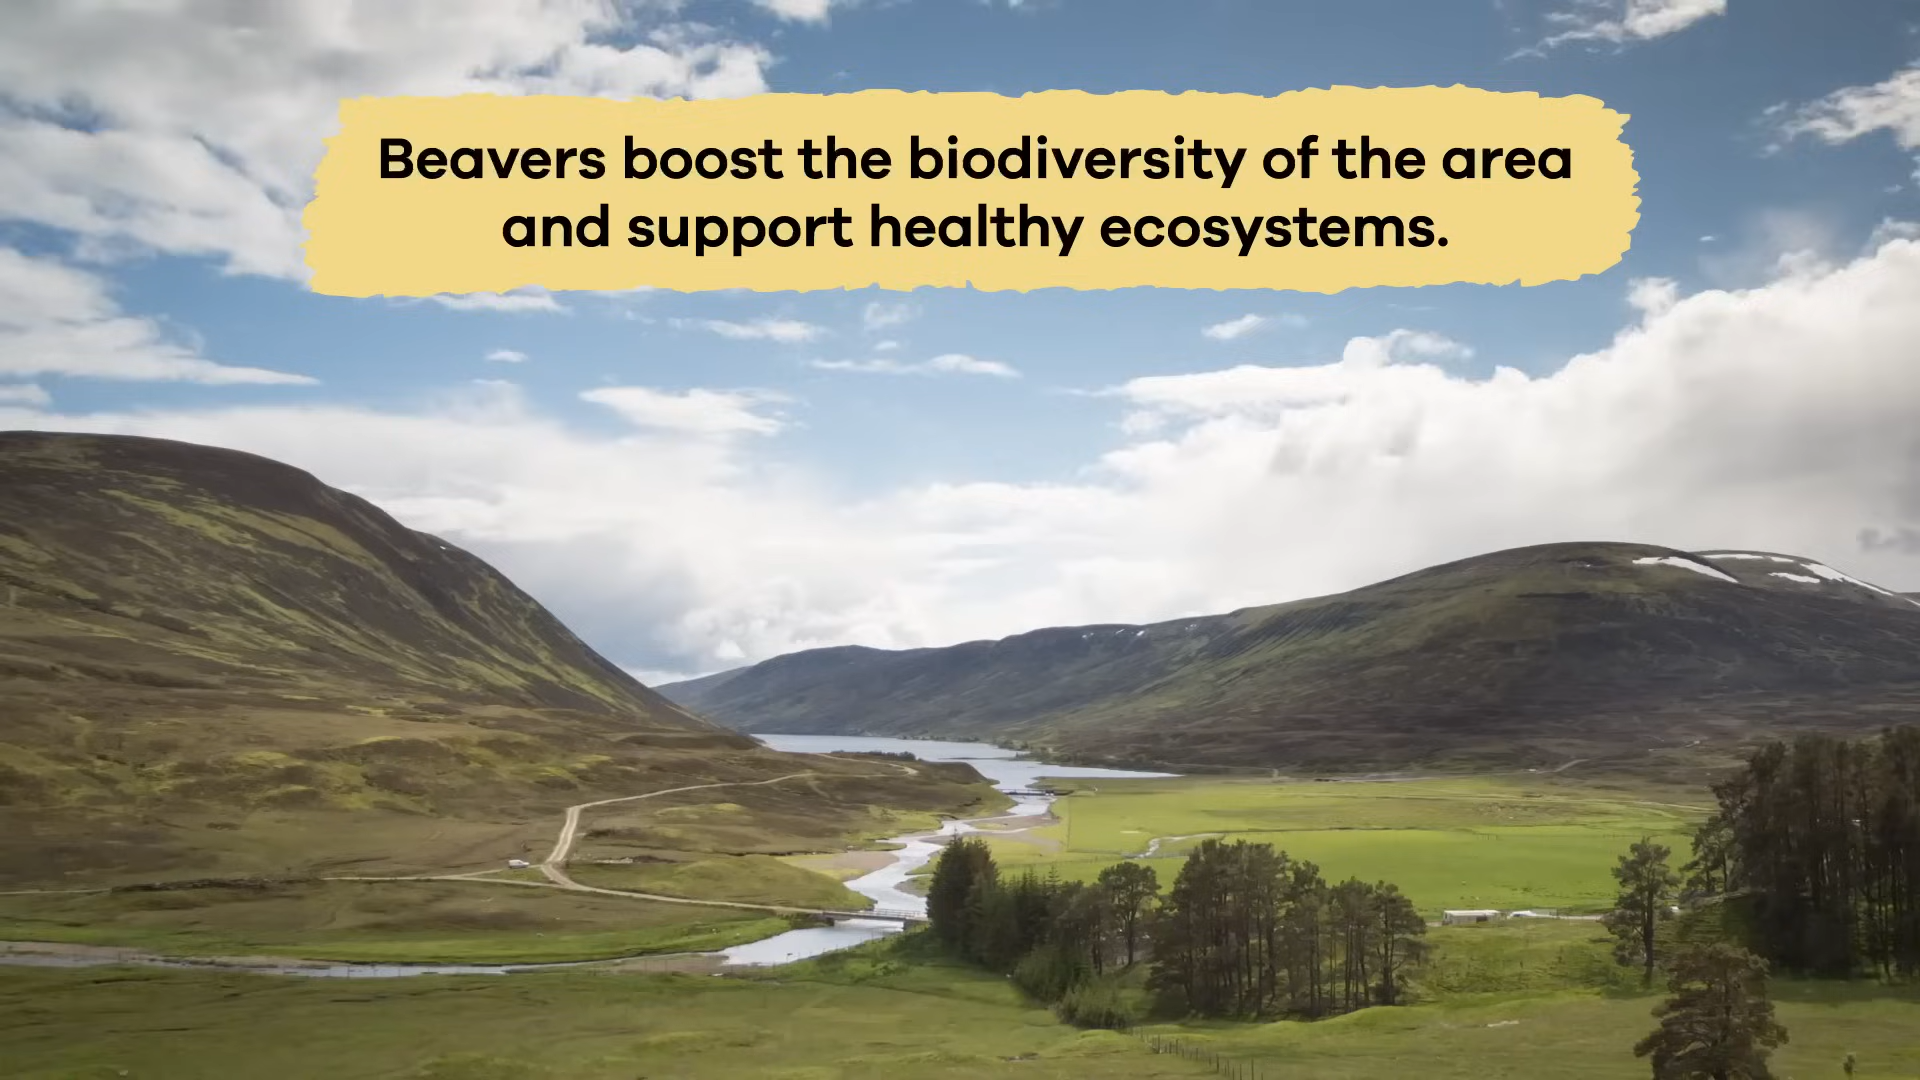 Beavers boost the biodiversity of the area
and support healthy ecosystems.